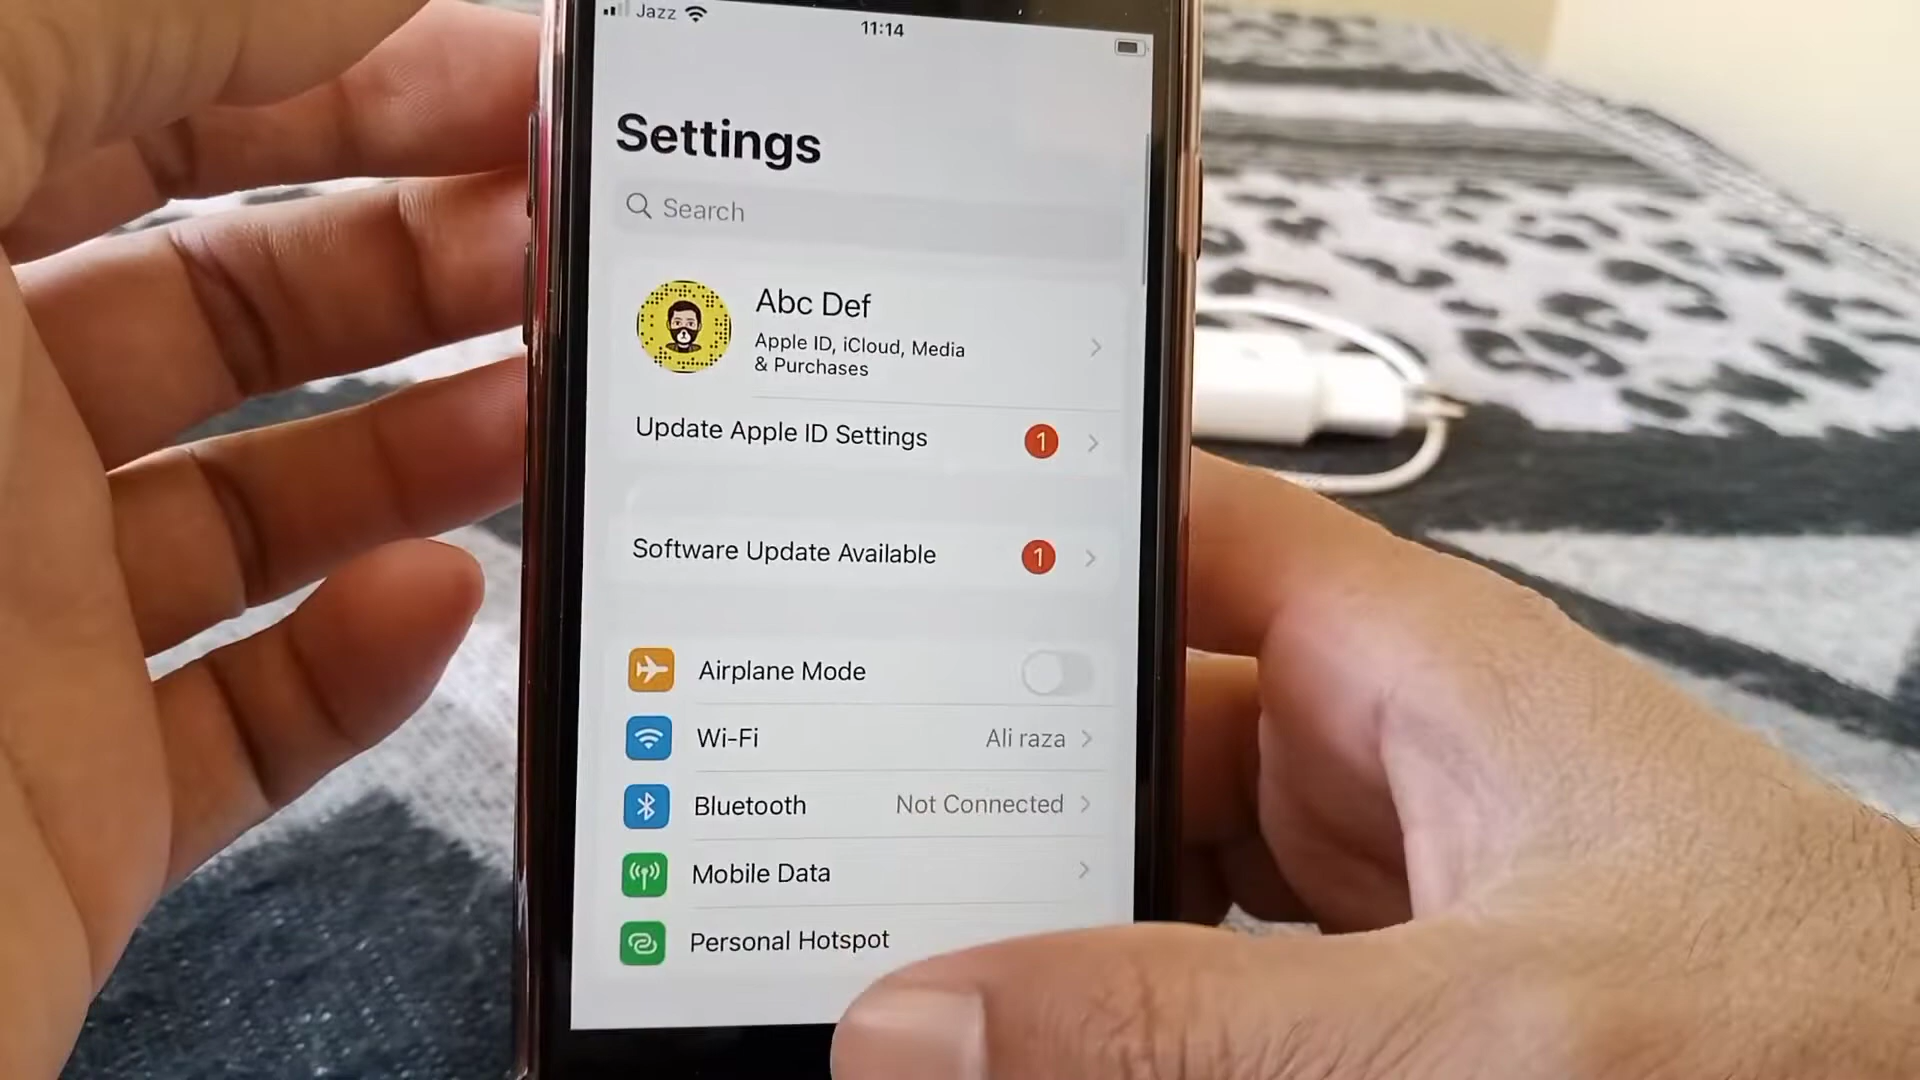 Jazz
11:14
Settings
Search
Abc Def
Apple ID, iCloud, Media
& Purchases
Update Apple ID Settings 1
Software Update Available 1
Airplane Mode
Wi-Fi Ali raza
Bluetooth Not Connected
Mobile Data
Personal Hotspot